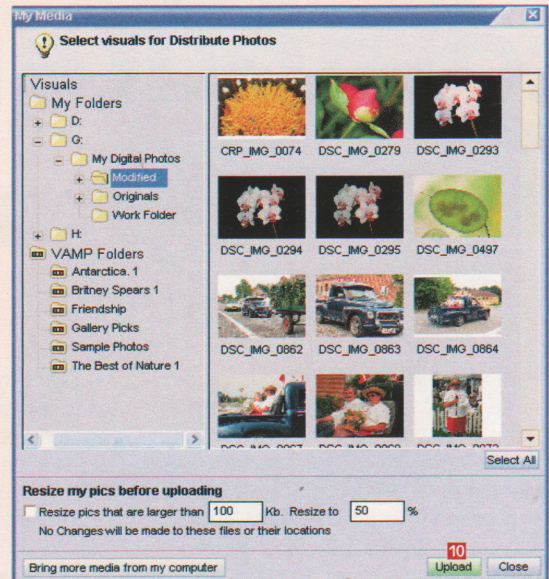 My Media
Select visuals for Distribute Photos
Visuals
My Folders
D:
G:
My Digital Photos
Modified
Originals
Work Folder
H:
VAMP Folders
Antarctica. 1
Britney Spears 1
Friendship
Gallery Picks
Sample Photos
The Best of Nature 1
CRP_IMG_0074 DSC_IMG_0279 DSC_IMG_0293
DSC_IMG_0294 DSC_IMG_0295 DSC_IMG_0497
DSC_IMG_0862 DSC_IMG_0863 DSC_IMG_0864
Select All
Resize my pics before uploading
Resize pics that are larger than 100 Kb. Resize to 50 %
No Changes will be made to these files or their locations
10
Bring more media from my computer Upload Close